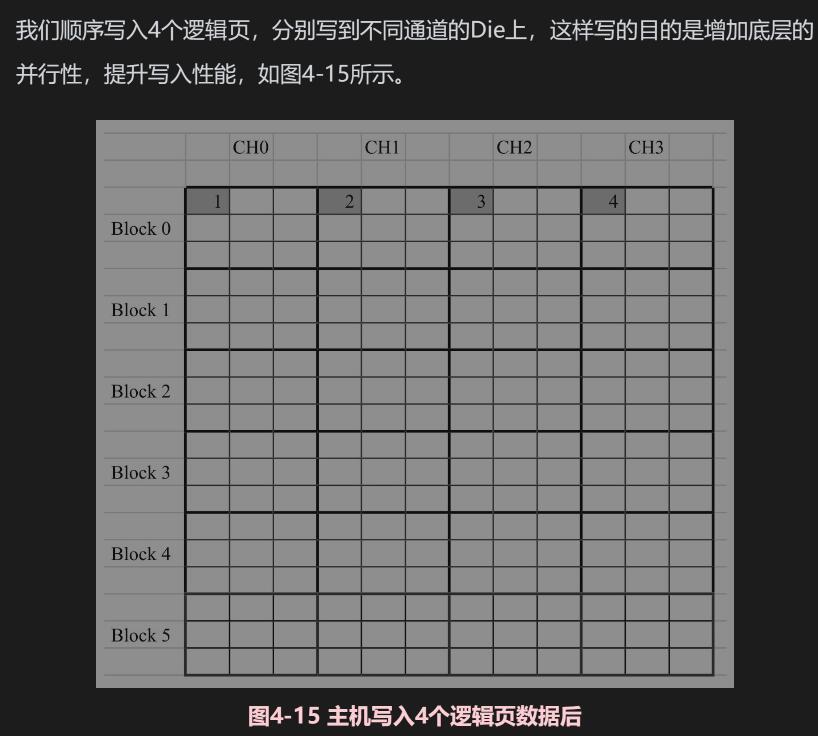 我们顺序写入4个逻辑页，分别写到不同通道的Die上，这样写的目的是增加底层的
并行性，提升写入性能，如图4-15所示。
CH0 CH1 CH2 CH3
1 2 3 4
Block 0
Block 1
Block 2
Block 3
Block 4
Block 5
图4-15 主机写入4个逻辑页数据后